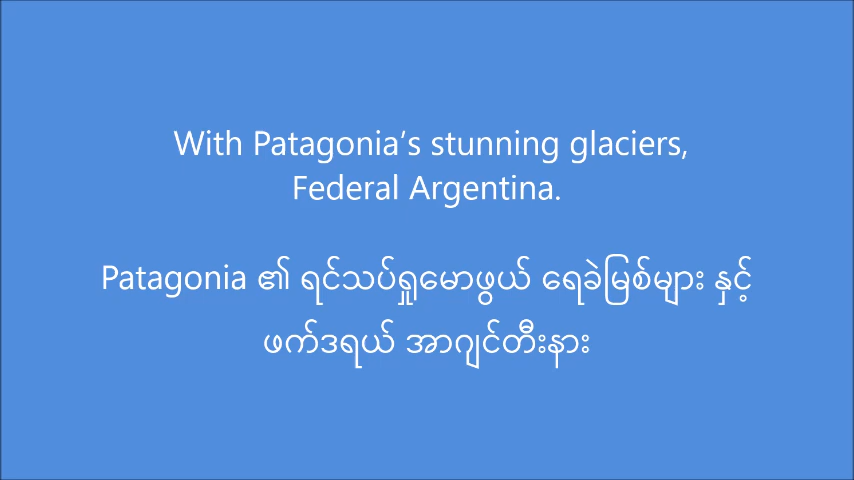 With Patagonia’s stunning glaciers,
Federal Argentina.
Patagonia ၏ ရင်သပ်ရှုမောဖွယ် ရေခဲမြစ်များ နှင့်
ဖက်ဒရယ် အာဂျင်တီးနား